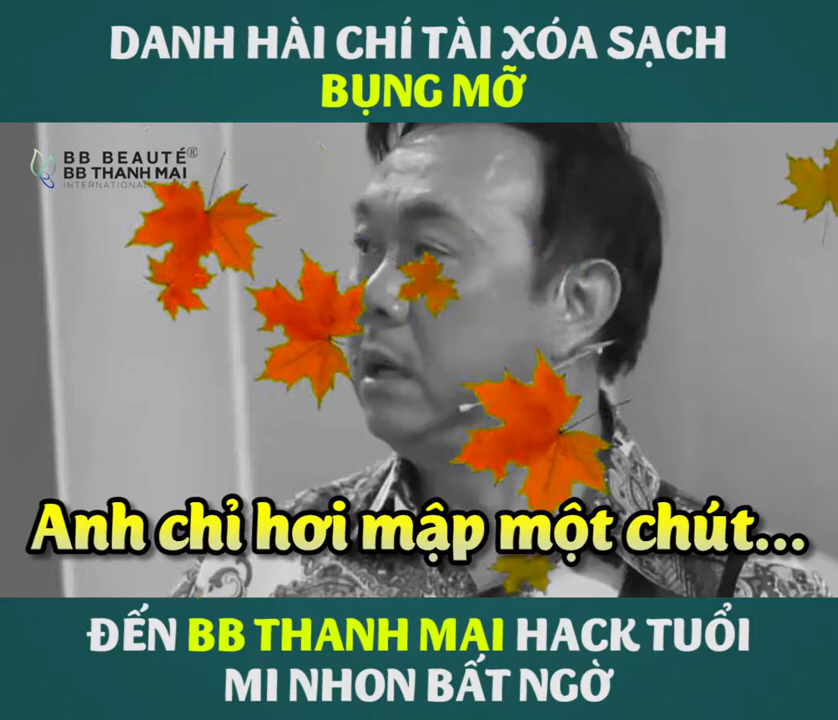 DANH HÀI CHÍ TÀI XÓA SẠCH
BỤNG MỠ
BB BEAUTÉ®
BB THANH MAI
INTERNATIONAL
Anh chỉ hơi mập một chút...
ĐẾN BB THANH MAI HACK TUỔI
MI NHON BẤT NGỜ